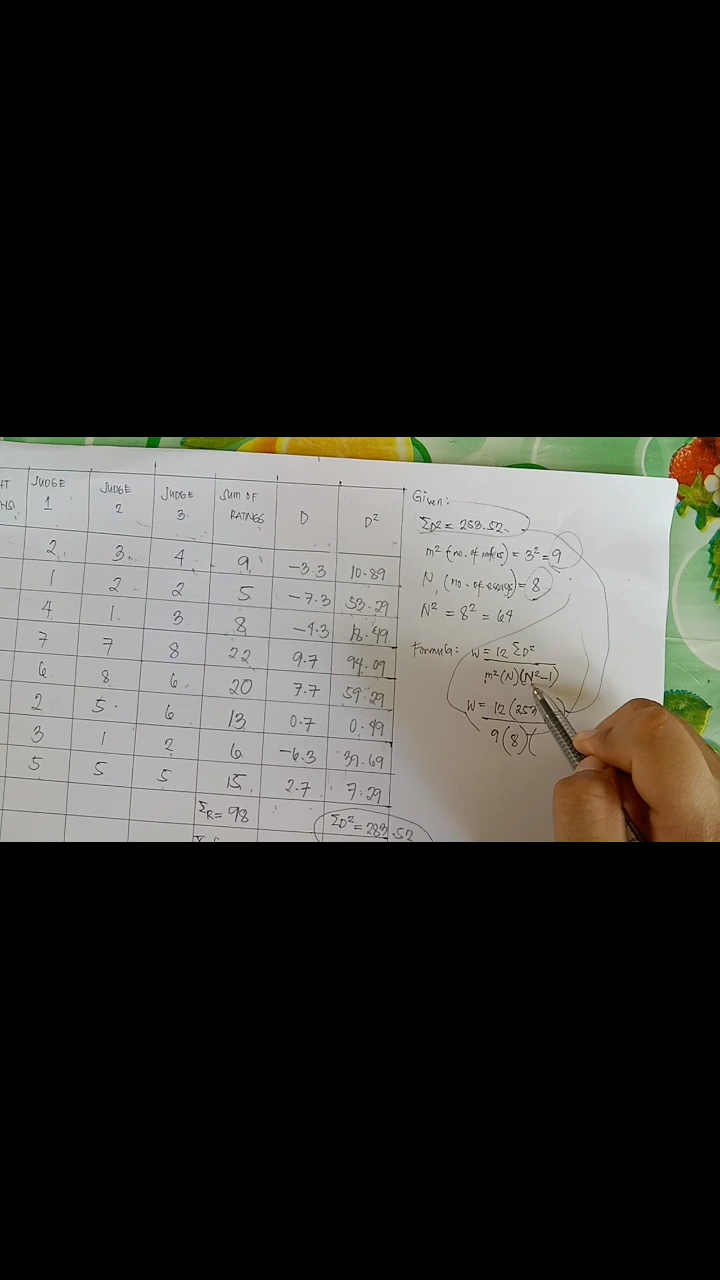 HT JUDGE JUDGE JUDGE SUM OF D D²
NS) 1 2 3 RATINGS
2 3 4 9 -3.3 10.89
1 2 2 5 -7.3 53.29
4 1 3 8 -4.3 18.49
7 7 8 22 9.7 94.09
6 8 6 20 7.7 59.29
2 5 6 13 0.7 0.49
3 1 2 6 -6.3 39.69
5 5 5 15 2.7 7.29
ΣR= 98 ΣD²= 283.52
Given:
ΣD² = 253.52
m² (no. of raters) = 3² = 9
N (no. of essays) = 8
N² = 8² = 64
Formula: W = 12 ΣD²
m² (N) (N²-1)
W = 12 (253
9 (8) (